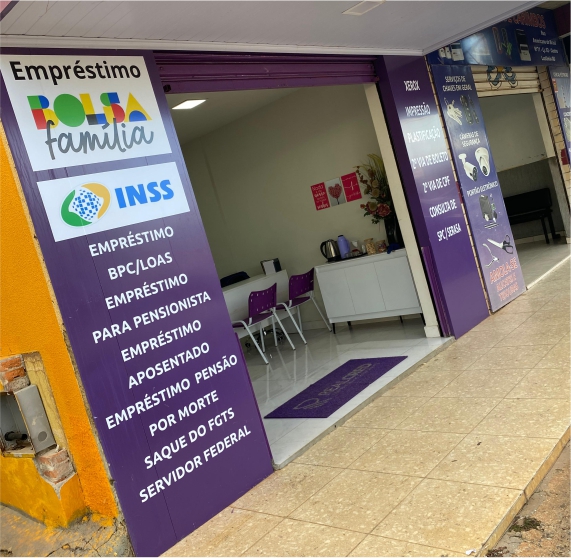 Empréstimo
BOLSA
família
INSS
EMPRÉSTIMO
BPC/LOAS
EMPRÉSTIMO
PARA PENSIONISTA
EMPRÉSTIMO
APOSENTADO
EMPRÉSTIMO PENSÃO
POR MORTE
SAQUE DO FGTS
SERVIDOR FEDERAL
REALCRED
XEROX
IMPRESSÃO
PLASTIFICAÇÃO
2ª VIA DE BOLETO
2ª VIA DE CPF
CONSULTA DE
SPC/SERASA
SERVIÇOS DE
CHAVES EM GERAL
CÂMERAS DE
SEGURANÇA
PORTÃO ELETRÔNICO